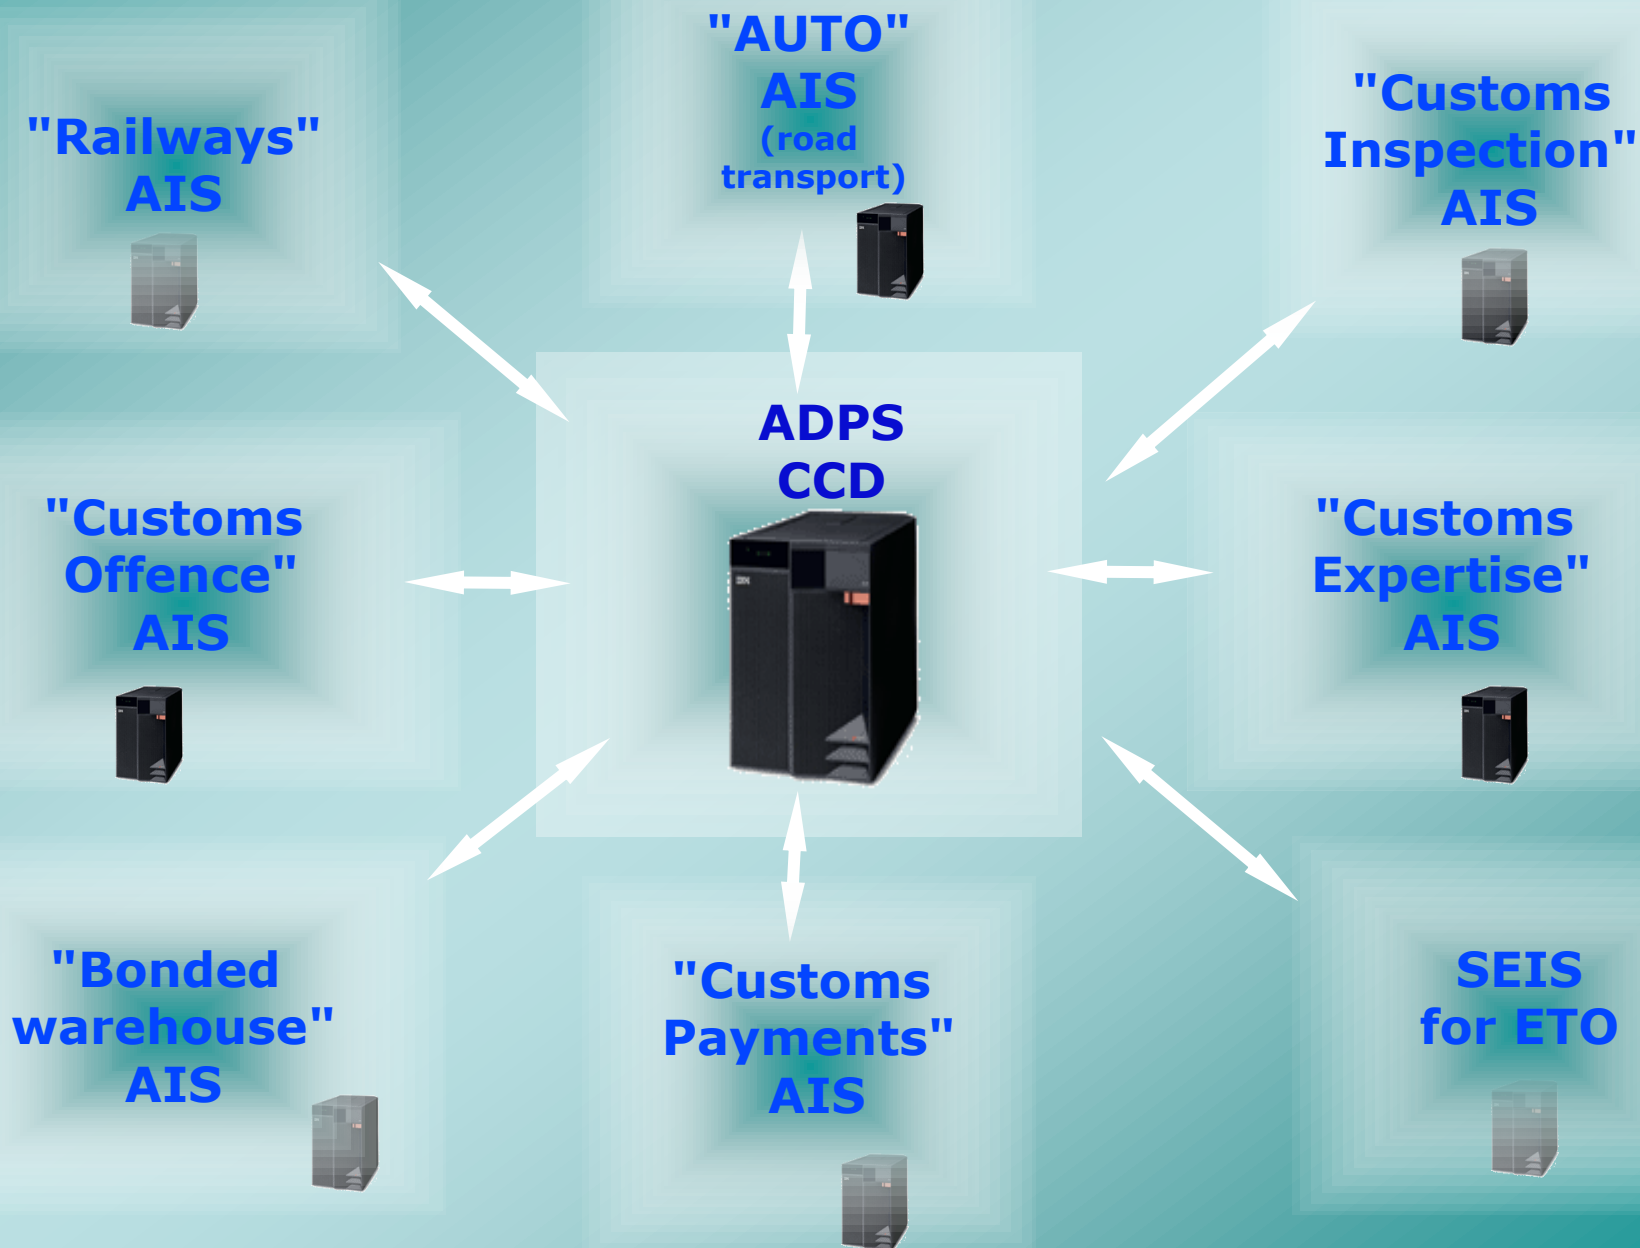 "Railways"
AIS
"AUTO"
AIS
(road
transport)
"Customs
Inspection"
AIS
ADPS
CCD
IBM
"Customs
Offence"
AIS
"Customs
Expertise"
AIS
"Bonded
warehouse"
AIS
"Customs
Payments"
AIS
SEIS
for ETO